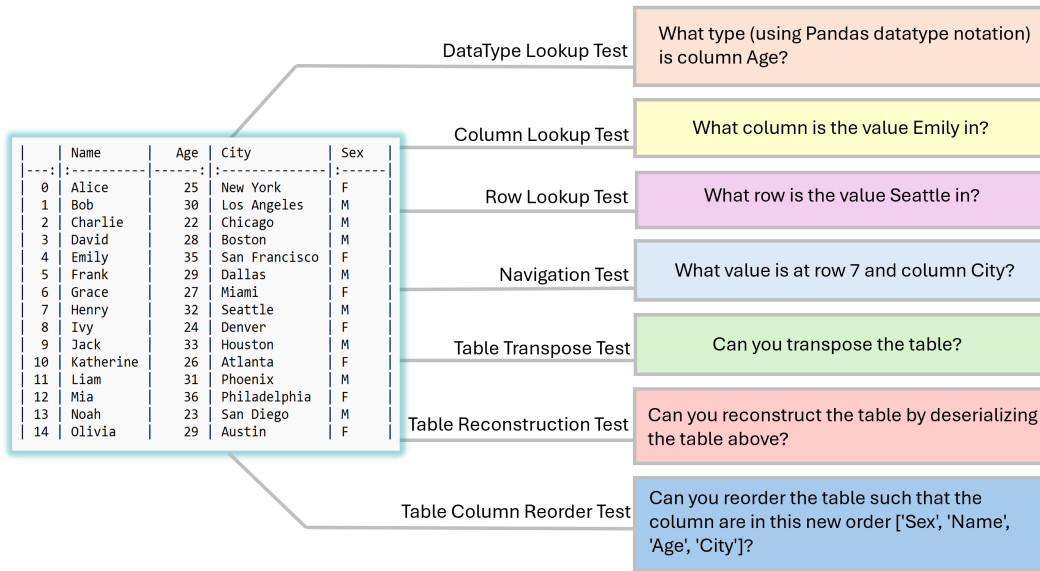 DataType Lookup Test
What type (using Pandas datatype notation)
is column Age?
Column Lookup Test
What column is the value Emily in?
Row Lookup Test
What row is the value Seattle in?
Navigation Test
What value is at row 7 and column City?
Table Transpose Test
Can you transpose the table?
Table Reconstruction Test
Can you reconstruct the table by deserializing
the table above?
Table Column Reorder Test
Can you reorder the table such that the
column are in this new order ['Sex', 'Name',
'Age', 'City']?
| | Name | Age | City | Sex |
|---:|:----------|------:|:--------------|:------|
| 0 | Alice | 25 | New York | F |
| 1 | Bob | 30 | Los Angeles | M |
| 2 | Charlie | 22 | Chicago | M |
| 3 | David | 28 | Boston | M |
| 4 | Emily | 35 | San Francisco | F |
| 5 | Frank | 29 | Dallas | M |
| 6 | Grace | 27 | Miami | F |
| 7 | Henry | 32 | Seattle | M |
| 8 | Ivy | 24 | Denver | F |
| 9 | Jack | 33 | Houston | M |
| 10 | Katherine | 26 | Atlanta | F |
| 11 | Liam | 31 | Phoenix | M |
| 12 | Mia | 36 | Philadelphia | F |
| 13 | Noah | 23 | San Diego | M |
| 14 | Olivia | 29 | Austin | F |